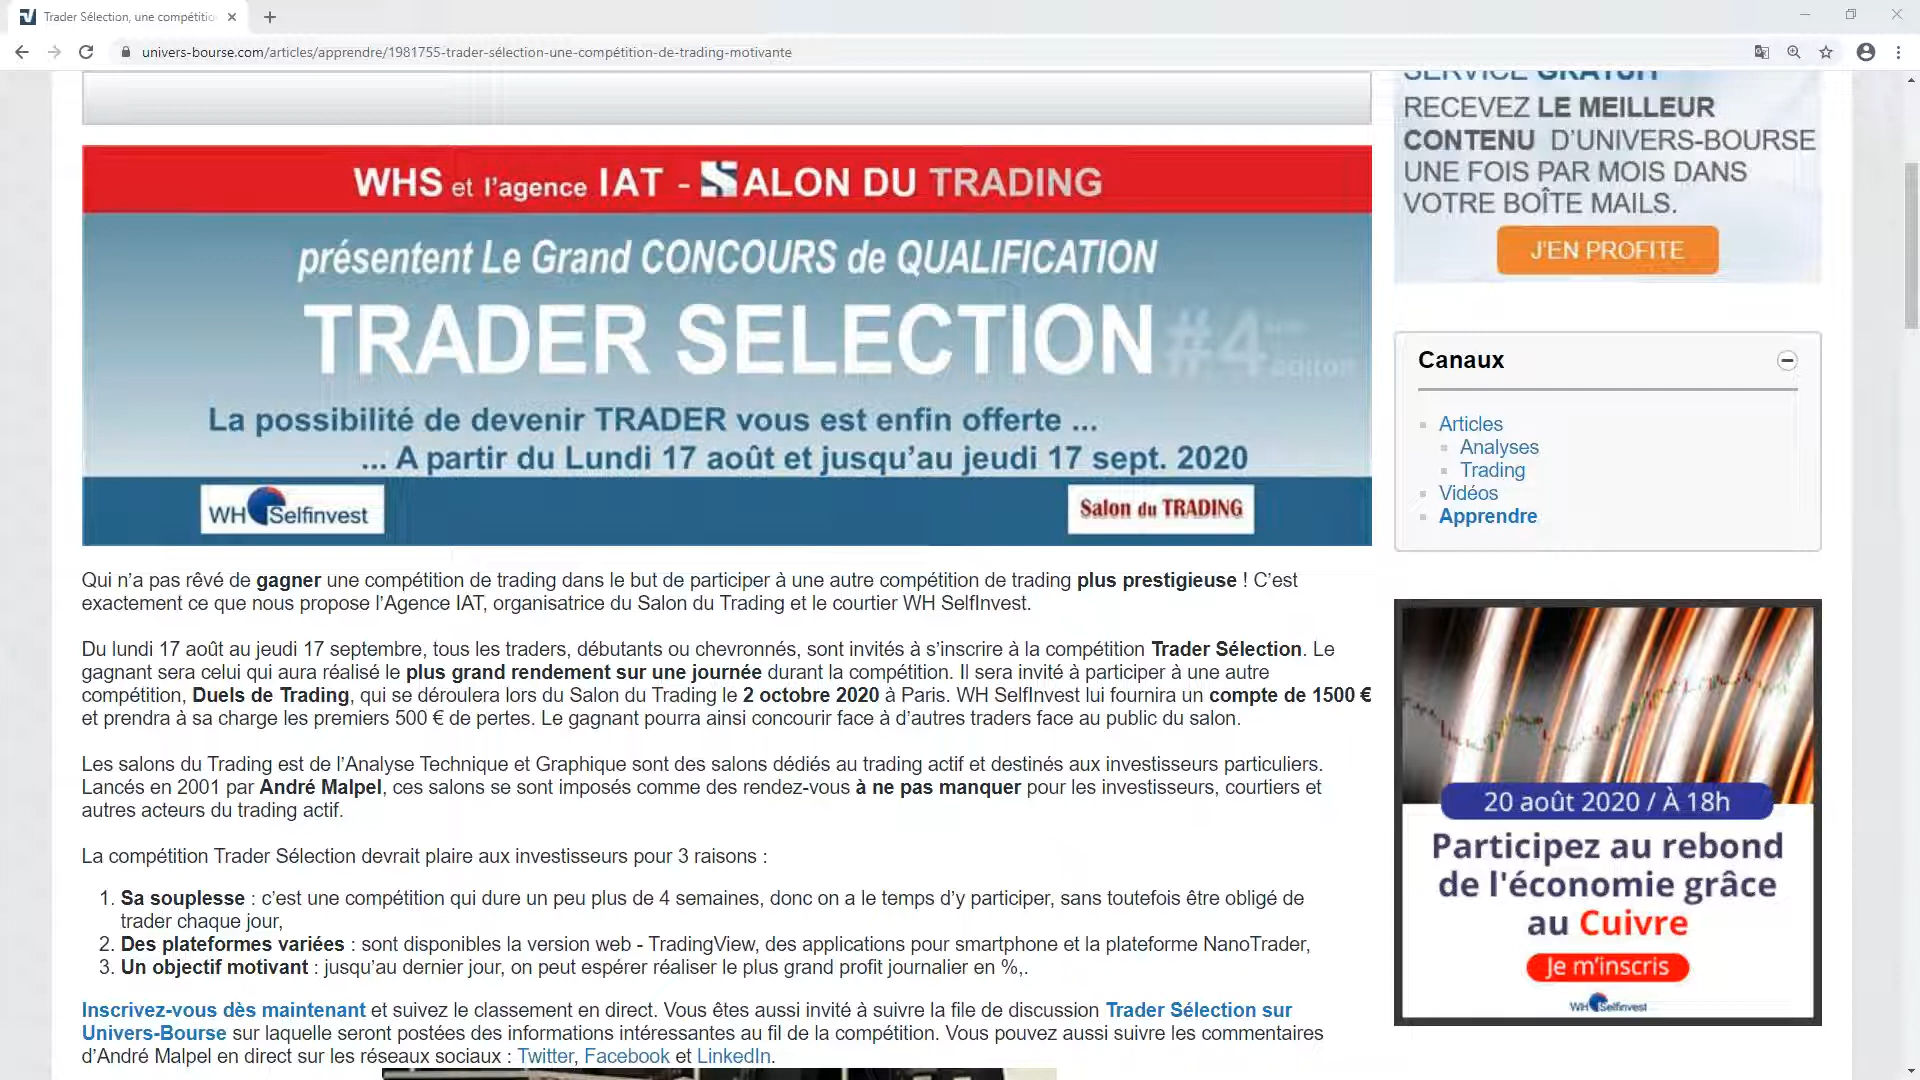 Trader Sélection, une compétitio
univers-bourse.com/articles/apprendre/1981755-trader-sélection-une-compétition-de-trading-motivante
WHS et l'agence IAT - SALON DU TRADING
présentent Le Grand CONCOURS de QUALIFICATION
TRADER SELECTION #4
La possibilité de devenir TRADER vous est enfin offerte ...
... A partir du Lundi 17 août et jusqu'au jeudi 17 sept. 2020
WH Selfinvest
Salon du TRADING
Qui n'a pas rêvé de gagner une compétition de trading dans le but de participer à une autre compétition de trading plus prestigieuse ! C'est
exactement ce que nous propose l'Agence IAT, organisatrice du Salon du Trading et le courtier WH SelfInvest.
Du lundi 17 août au jeudi 17 septembre, tous les traders, débutants ou chevronnés, sont invités à s'inscrire à la compétition Trader Sélection. Le
gagnant sera celui qui aura réalisé le plus grand rendement sur une journée durant la compétition. Il sera invité à participer à une autre
compétition, Duels de Trading, qui se déroulera lors du Salon du Trading le 2 octobre 2020 à Paris. WH SelfInvest lui fournira un compte de 1500 €
et prendra à sa charge les premiers 500 € de pertes. Le gagnant pourra ainsi concourir face à d'autres traders face au public du salon.
Les salons du Trading est de l'Analyse Technique et Graphique sont des salons dédiés au trading actif et destinés aux investisseurs particuliers.
Lancés en 2001 par André Malpel, ces salons se sont imposés comme des rendez-vous à ne pas manquer pour les investisseurs, courtiers et
autres acteurs du trading actif.
La compétition Trader Sélection devrait plaire aux investisseurs pour 3 raisons :
1. Sa souplesse : c'est une compétition qui dure un peu plus de 4 semaines, donc on a le temps d'y participer, sans toutefois être obligé de
trader chaque jour,
2. Des plateformes variées : sont disponibles la version web - TradingView, des applications pour smartphone et la plateforme NanoTrader,
3. Un objectif motivant : jusqu'au dernier jour, on peut espérer réaliser le plus grand profit journalier en %,.
Inscrivez-vous dès maintenant et suivez le classement en direct. Vous êtes aussi invité à suivre la file de discussion Trader Sélection sur
Univers-Bourse sur laquelle seront postées des informations intéressantes au fil de la compétition. Vous pouvez aussi suivre les commentaires
d'André Malpel en direct sur les réseaux sociaux : Twitter, Facebook et LinkedIn.
SERVICE GRATUIT
RECEVEZ LE MEILLEUR
CONTENU D'UNIVERS-BOURSE
UNE FOIS PAR MOIS DANS
VOTRE BOÎTE MAILS.
J'EN PROFITE
Canaux
Articles
Analyses
Trading
Vidéos
Apprendre
20 août 2020 / À 18h
Participez au rebond
de l'économie grâce
au Cuivre
Je m'inscris
WH Selfinvest